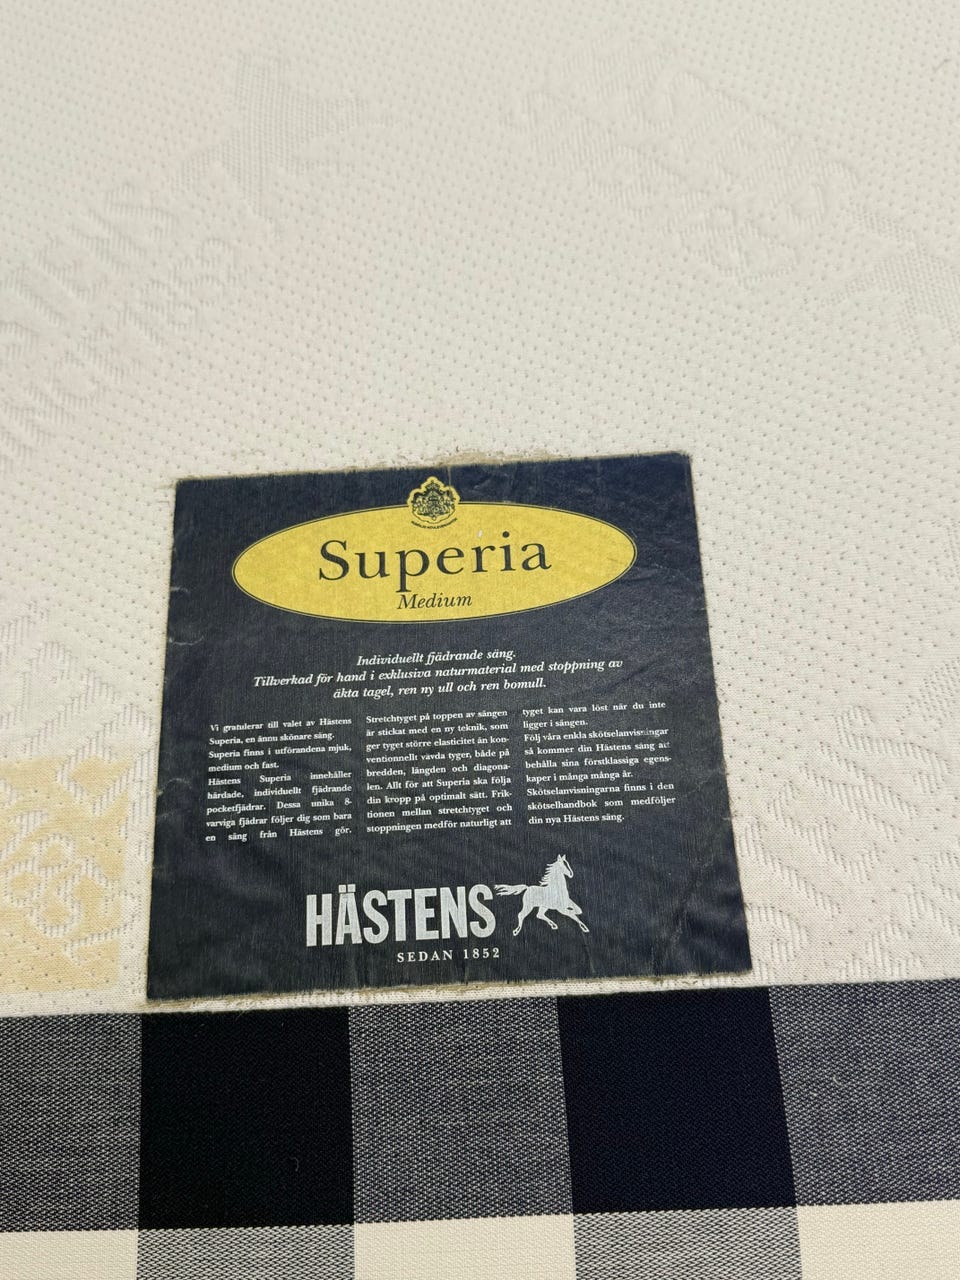 Superia
Medium
Individuellt fjädrande säng.
Tillverkad för hand i exklusiva naturmaterial med stoppning av
äkta tagel, ren ny ull och ren bomull.
Vi gratulerar till valet av Hästens
Superia, en ännu skönare säng.
Superia finns i utförandena mjuk,
medium och fast.
Hästens Superia innehåller
härdade, individuellt fjädrande
pocketfjädrar. Dessa unika 8-
varviga fjädrar följer dig som bara
en säng från Hästens gör.
Stretchtyget på toppen av sängen
är stickat med en ny teknik, som
ger tyget större elasticitet än kon-
ventionellt vävda tyger, både på
bredden, längden och diagona-
len. Allt för att Superia ska följa
din kropp på optimalt sätt. Frik-
tionen mellan stretchtyget och
stoppningen medför naturligt att
tyget kan vara löst när du inte
ligger i sängen.
Följ våra enkla skötselanvisningar
så kommer din Hästens säng att
behålla sina förstklassiga egens-
kaper i många många år.
Skötselanvisningarna finns i den
skötselhandbok som medföljer
din nya Hästens säng.
HÄSTENS
SEDAN 1852